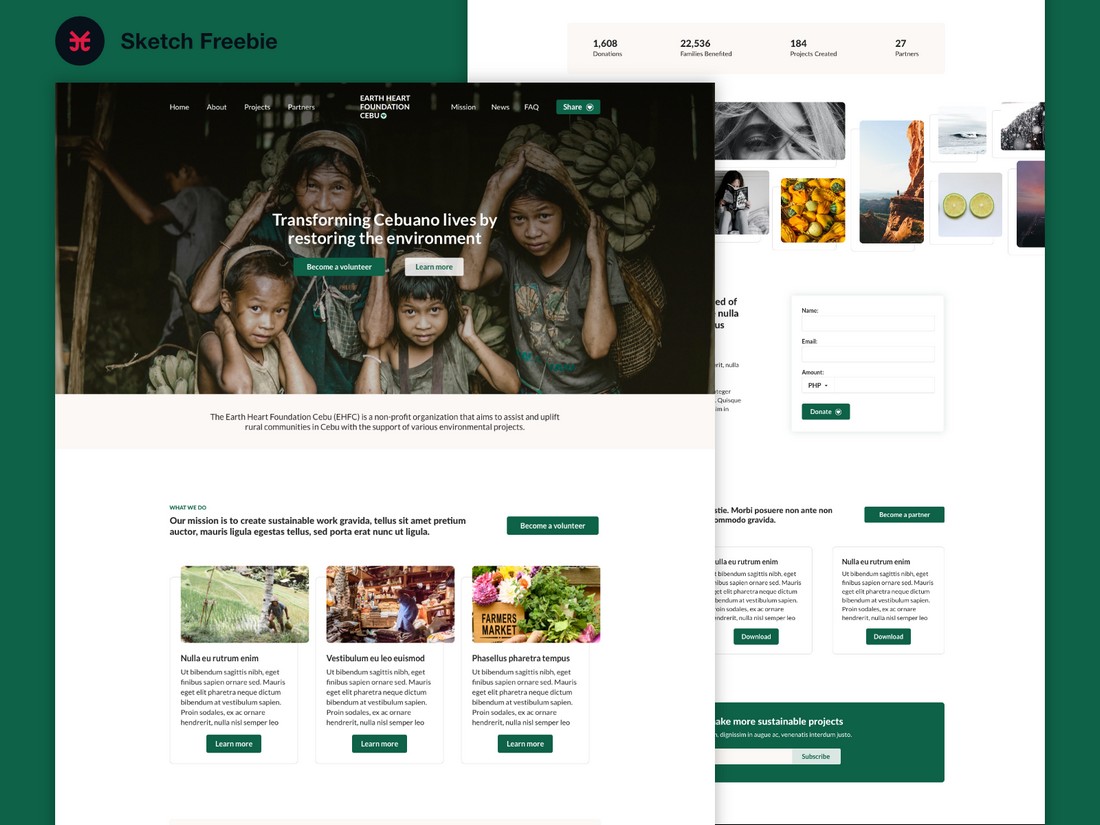 Sketch Freebie
Home About Projects Partners
EARTH HEART
FOUNDATION
CEBU
Mission News FAQ Share
Transforming Cebuano lives by
restoring the environment
Become a volunteer Learn more
The Earth Heart Foundation Cebu (EHFC) is a non-profit organization that aims to assist and uplift
rural communities in Cebu with the support of various environmental projects.
WHAT WE DO
Our mission is to create sustainable work gravida, tellus sit amet pretium
auctor, mauris ligula egestas tellus, sed porta erat nunc ut ligula.
Become a volunteer
FARMERS
MARKET
Nulla eu rutrum enim
Ut bibendum sagittis nibh, eget
finibus sapien ornare sed. Mauris
eget elit pharetra neque dictum
bibendum at vestibulum sapien.
Proin sodales, ex ac ornare
hendrerit, nulla nisl semper leo
Learn more
Vestibulum eu leo euismod
Ut bibendum sagittis nibh, eget
finibus sapien ornare sed. Mauris
eget elit pharetra neque dictum
bibendum at vestibulum sapien.
Proin sodales, ex ac ornare
hendrerit, nulla nisl semper leo
Learn more
Phasellus pharetra tempus
Ut bibendum sagittis nibh, eget
finibus sapien ornare sed. Mauris
eget elit pharetra neque dictum
bibendum at vestibulum sapien.
Proin sodales, ex ac ornare
hendrerit, nulla nisl semper leo
Learn more
1,608 22,536 184 27
Donations Families Benefited Projects Created Partners
ed of
nulla
us
erit, nulla
nteger
. Quisque
im in
Name:
Email:
Amount:
PHP
Donate
stie. Morbi posuere non ante non
ommodo gravida.
Become a partner
ulla eu rutrum enim
t bibendum sagittis nibh, eget
nibus sapien ornare sed. Mauris
get elit pharetra neque dictum
ibendum at vestibulum sapien.
roin sodales, ex ac ornare
endrerit, nulla nisl semper leo
Download
Nulla eu rutrum enim
Ut bibendum sagittis nibh, eget
finibus sapien ornare sed. Mauris
eget elit pharetra neque dictum
bibendum at vestibulum sapien.
Proin sodales, ex ac ornare
hendrerit, nulla nisl semper leo
Download
ake more sustainable projects
, dignissim in augue ac, venenatis interdum justo.
Subscribe